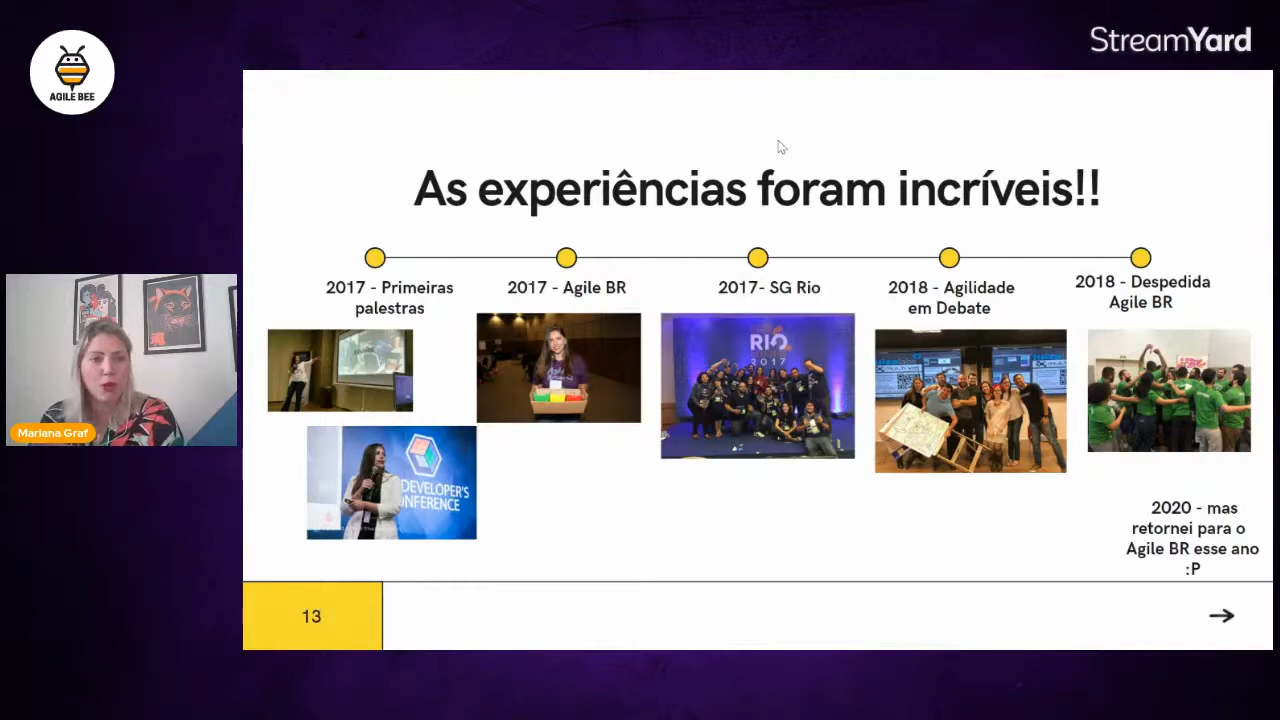 AGILE BEE
StreamYard
As experiências foram incríveis!!
2017 - Primeiras
palestras
2017 - Agile BR
2017- SG Rio
2018 - Agilidade
em Debate
2018 - Despedida
Agile BR
RIO
2017
DEVELOPER'S
CONFERENCE
Mariana Graf
2020 - mas
retornei para o
Agile BR esse ano
:P
13